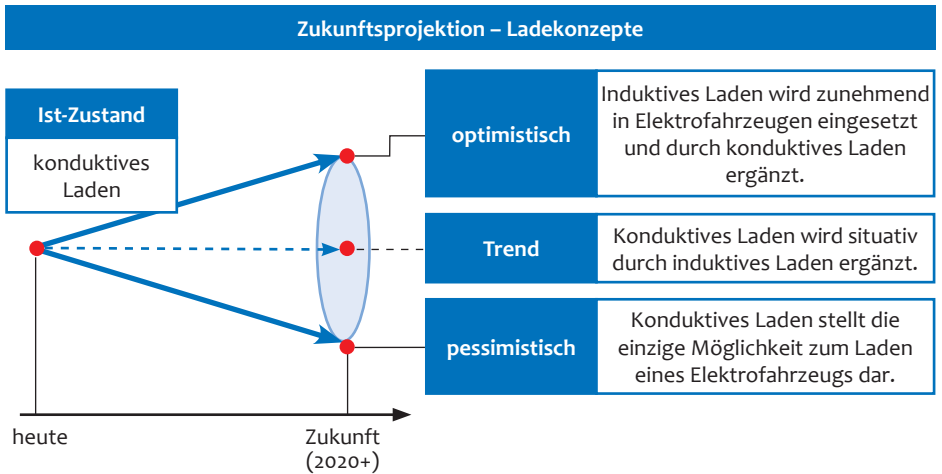 Zukunftsprojektion – Ladekonzepte
Ist-Zustand
konduktives
Laden
optimistisch
Induktives Laden wird zunehmend
in Elektrofahrzeugen eingesetzt
und durch konduktives Laden
ergänzt.
Trend
Konduktives Laden wird situativ
durch induktives Laden ergänzt.
pessimistisch
Konduktives Laden stellt die
einzige Möglichkeit zum Laden
eines Elektrofahrzeugs dar.
heute
Zukunft
(2020+)